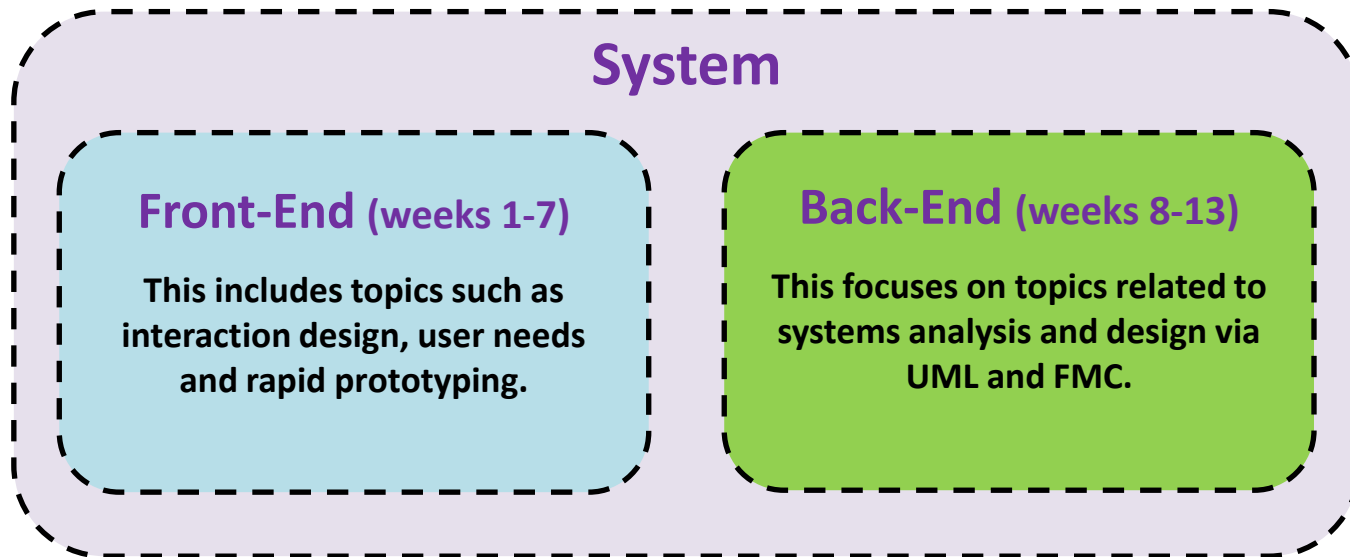 System
Front-End (weeks 1-7)
This includes topics such as
interaction design, user needs
and rapid prototyping.
Back-End (weeks 8-13)
This focuses on topics related to
systems analysis and design via
UML and FMC.